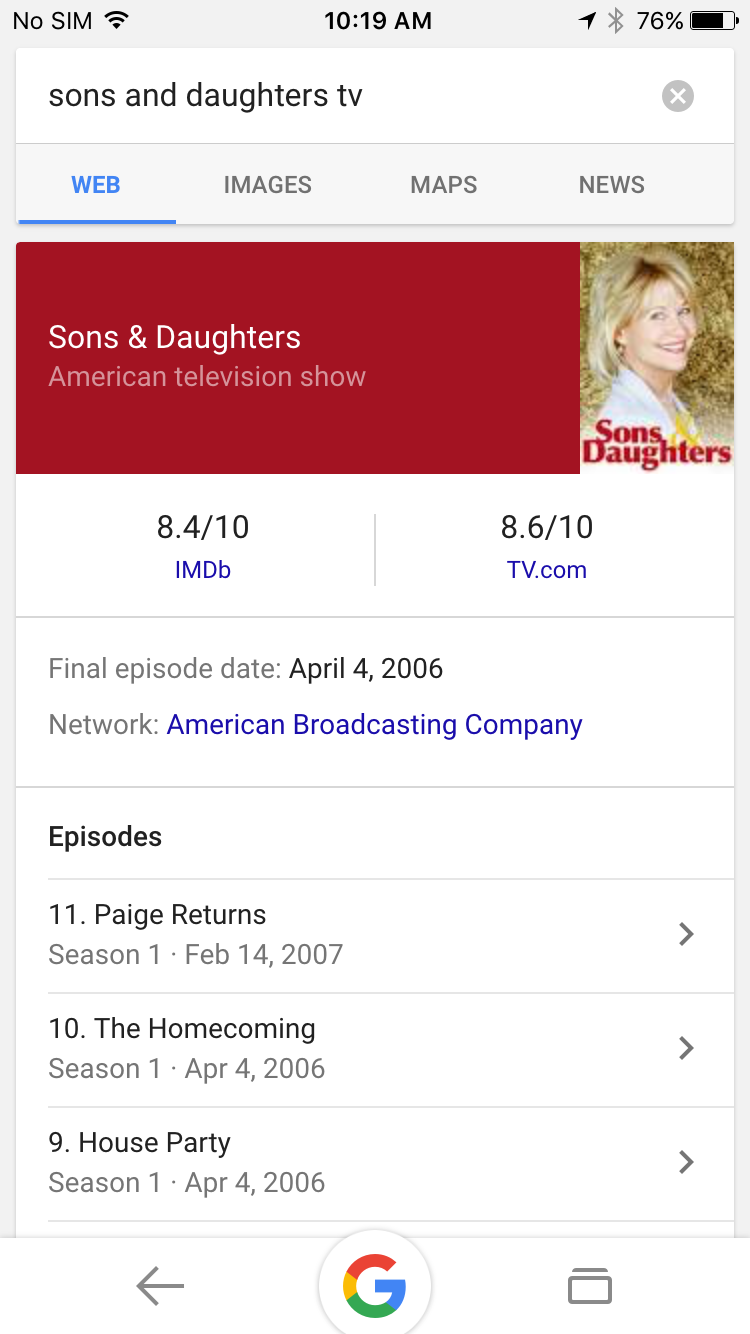 No SIM 10:19 AM 76%
sons and daughters tv
WEB IMAGES MAPS NEWS
Sons & Daughters
American television show
Sons &
Daughters
8.4/10 8.6/10
IMDb TV.com
Final episode date: April 4, 2006
Network: American Broadcasting Company
Episodes
11. Paige Returns
Season 1 · Feb 14, 2007
10. The Homecoming
Season 1 · Apr 4, 2006
9. House Party
Season 1 · Apr 4, 2006
G